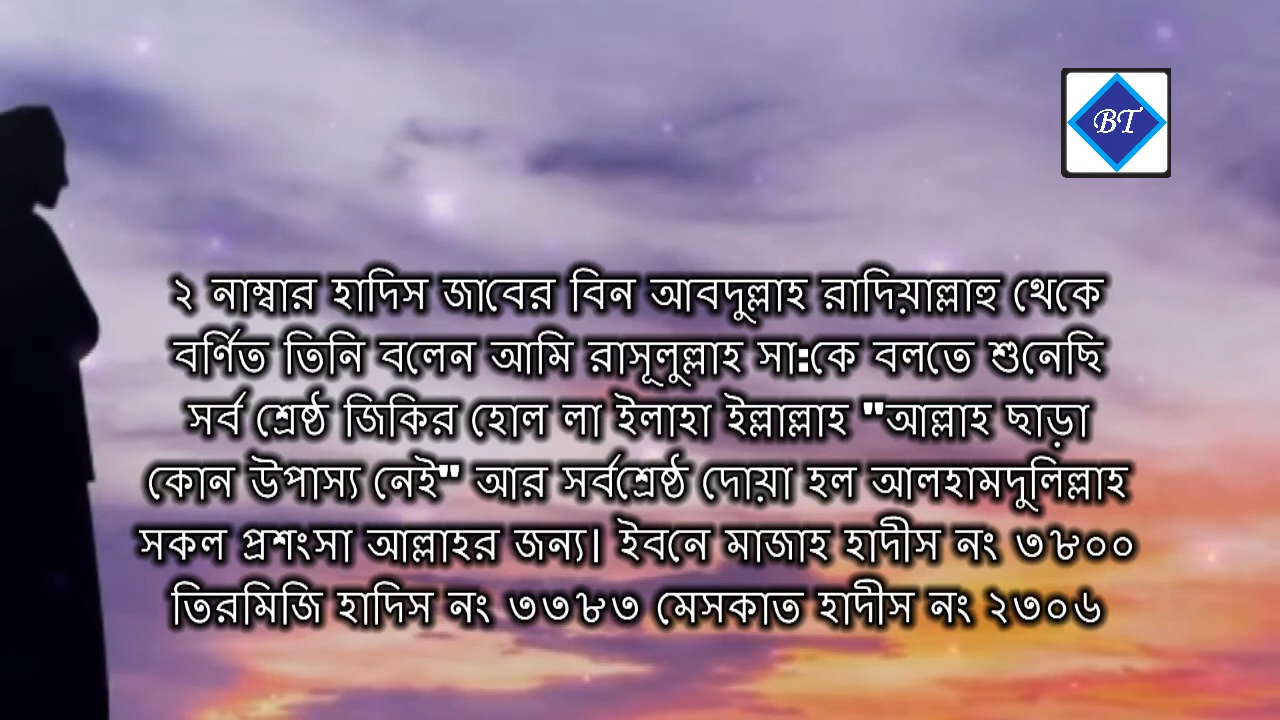 BT
২ নাম্বার হাদিস জাবের বিন আবদুল্লাহ রাদিয়াল্লাহু থেকে
বর্ণিত তিনি বলেন আমি রাসূলুল্লাহ সা:কে বলতে শুনেছি
সর্ব শ্রেষ্ঠ জিকির হোল লা ইলাহা ইল্লাল্লাহ "আল্লাহ ছাড়া
কোন উপাস্য নেই" আর সর্বশ্রেষ্ঠ দোয়া হল আলহামদুলিল্লাহ
সকল প্রশংসা আল্লাহর জন্য। ইবনে মাজাহ হাদীস নং ৩৮০০
তিরমিজি হাদিস নং ৩৩৮৩ মেসকাত হাদীস নং ২৩০৬